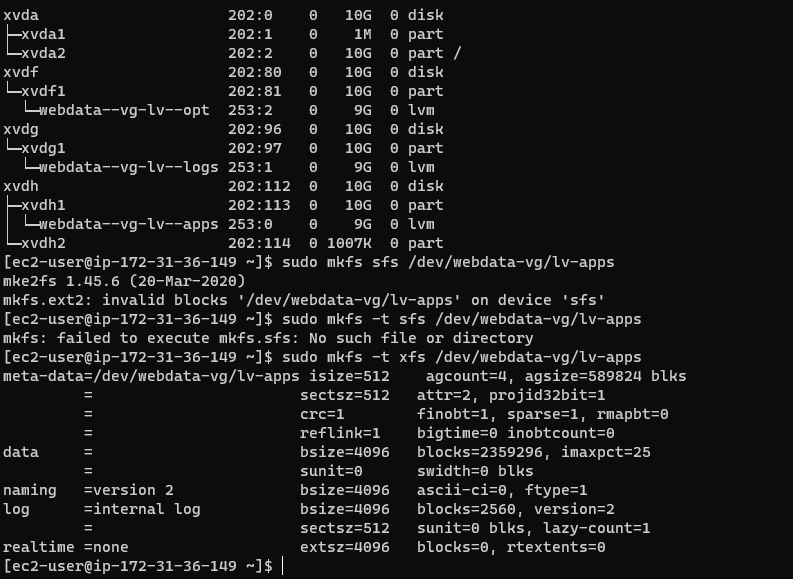 xvda                     202:0    0   10G  0 disk
├─xvda1                  202:1    0    1M  0 part
└─xvda2                  202:2    0   10G  0 part /
xvdf                     202:80   0   10G  0 disk
└─xvdf1                  202:81   0   10G  0 part
  └─webdata--vg-lv--opt  253:2    0    9G  0 lvm
xvdg                     202:96   0   10G  0 disk
└─xvdg1                  202:97   0   10G  0 part
  └─webdata--vg-lv--logs 253:1    0    9G  0 lvm
xvdh                     202:112  0   10G  0 disk
├─xvdh1                  202:113  0   10G  0 part
│ └─webdata--vg-lv--apps 253:0    0    9G  0 lvm
└─xvdh2                  202:114  0 1007K  0 part
[ec2-user@ip-172-31-36-149 ~]$ sudo mkfs sfs /dev/webdata-vg/lv-apps
mke2fs 1.45.6 (20-Mar-2020)
mkfs.ext2: invalid blocks '/dev/webdata-vg/lv-apps' on device 'sfs'
[ec2-user@ip-172-31-36-149 ~]$ sudo mkfs -t sfs /dev/webdata-vg/lv-apps
mkfs: failed to execute mkfs.sfs: No such file or directory
[ec2-user@ip-172-31-36-149 ~]$ sudo mkfs -t xfs /dev/webdata-vg/lv-apps
meta-data=/dev/webdata-vg/lv-apps isize=512    agcount=4, agsize=589824 blks
         =                       sectsz=512   attr=2, projid32bit=1
         =                       crc=1        finobt=1, sparse=1, rmapbt=0
         =                       reflink=1    bigtime=0 inobtcount=0
data     =                       bsize=4096   blocks=2359296, imaxpct=25
         =                       sunit=0      swidth=0 blks
naming   =version 2              bsize=4096   ascii-ci=0, ftype=1
log      =internal log           bsize=4096   blocks=2560, version=2
         =                       sectsz=512   sunit=0 blks, lazy-count=1
realtime =none                   extsz=4096   blocks=0, rtextents=0
[ec2-user@ip-172-31-36-149 ~]$